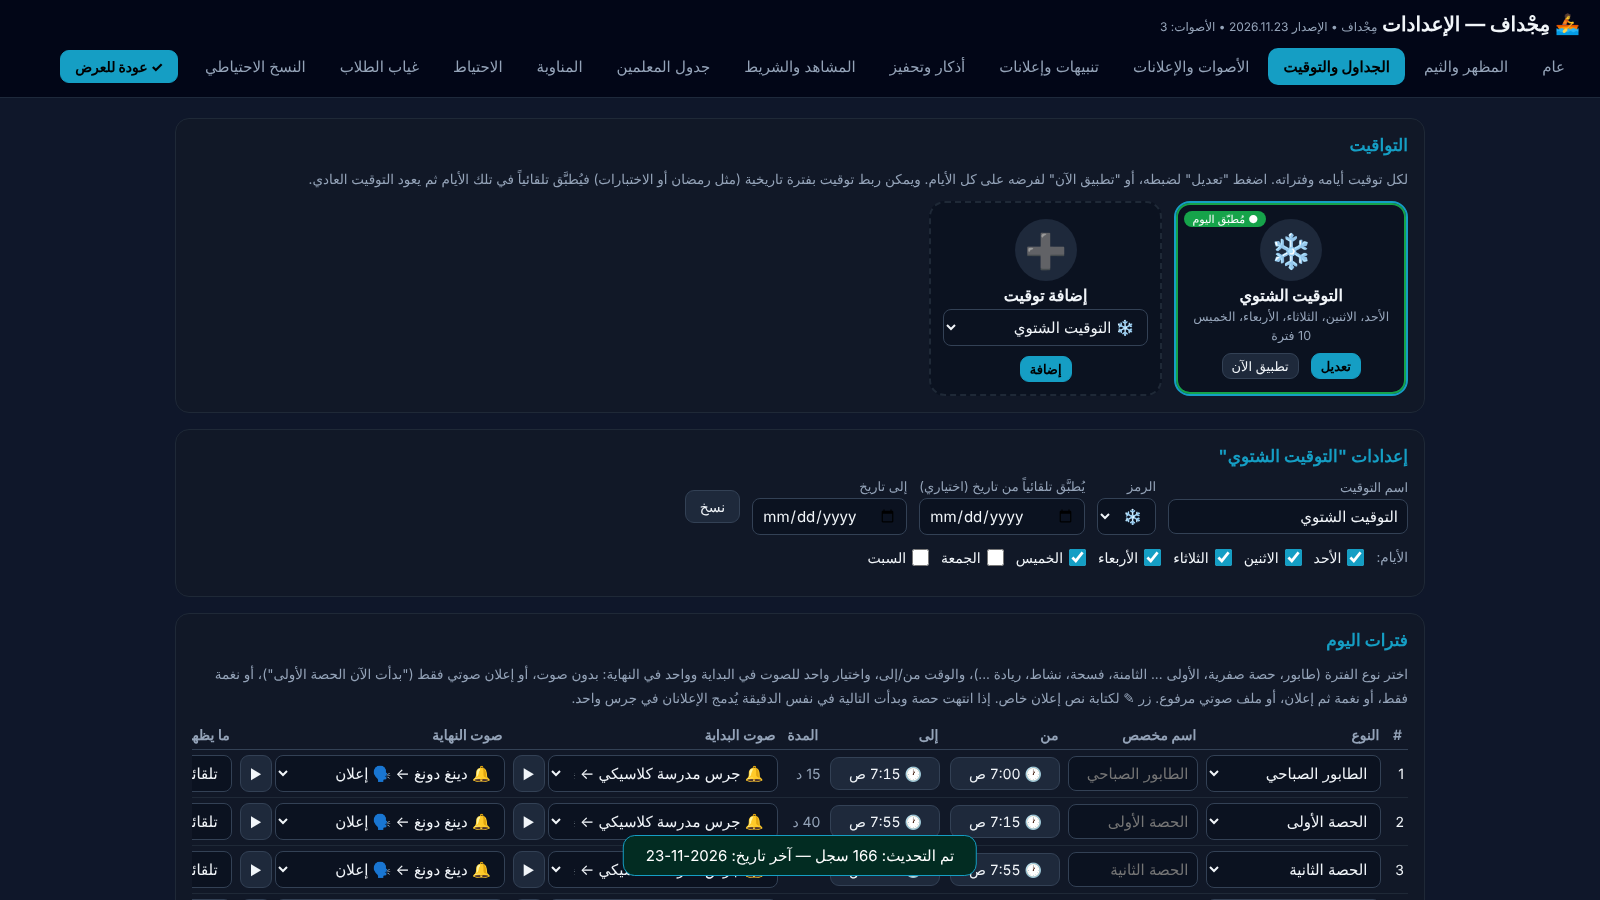 🚣 مِجْداف — الإعدادات مِجْداف • الإصدار 2026.11.23 • الأصوات: 3
عام المظهر والثيم الجداول والتوقيت الأصوات والإعلانات تنبيهات وإعلانات أذكار وتحفيز المشاهد والشريط جدول المعلمين المناوبة الاحتياط غياب الطلاب النسخ الاحتياطي ✓ عودة للعرض
التواقيت
لكل توقيت أيامه وفتراته. اضغط "تعديل" لضبطه، أو "تطبيق الآن" لفرضه على كل الأيام. ويمكن ربط توقيت بفترة تاريخية (مثل رمضان أو الاختبارات) فيُطبَّق تلقائياً في تلك الأيام ثم يعود التوقيت العادي.
● مُطبّق اليوم
❄️
التوقيت الشتوي
الأحد، الاثنين، الثلاثاء، الأربعاء، الخميس
10 فترة
تعديل تطبيق الآن
➕
إضافة توقيت
❄️ التوقيت الشتوي
إضافة
إعدادات "التوقيت الشتوي"
اسم التوقيت الرمز يُطبَّق تلقائياً من تاريخ (اختياري) إلى تاريخ
التوقيت الشتوي ❄️ mm/dd/yyyy mm/dd/yyyy نسخ
الأيام: الأحد الاثنين الثلاثاء الأربعاء الخميس الجمعة السبت
فترات اليوم
اختر نوع الفترة (طابور، حصة صفرية، الأولى ... الثامنة، فسحة، نشاط، ريادة ...)، والوقت من/إلى، واختيار واحد للصوت في البداية وواحد في النهاية: بدون صوت، أو إعلان صوتي فقط ("بدأت الآن الحصة الأولى")، أو نغمة
فقط، أو نغمة ثم إعلان، أو ملف صوتي مرفوع. زر ✎ لكتابة نص إعلان خاص. إذا انتهت حصة وبدأت التالية في نفس الدقيقة يُدمج الإعلانان في جرس واحد.
# النوع اسم مخصص من إلى المدة صوت البداية صوت النهاية ما يظه
1 الطابور الصباحي الطابور الصباحي 🕐 7:00 ص 🕐 7:15 ص 15 د 🔔 جرس مدرسة كلاسيكي ← ▶ 🔔 دينغ دونغ ← 🗣️ إعلان ▶ تلقائ
2 الحصة الأولى الحصة الأولى 🕐 7:15 ص 🕐 7:55 ص 40 د 🔔 جرس مدرسة كلاسيكي ← ▶ 🔔 دينغ دونغ ← 🗣️ إعلان ▶ تلقائ
3 الحصة الثانية الحصة الثانية 7:55 ص يكي ← ▶ 🔔 دينغ دونغ ← 🗣️ إعلان ▶ تلقائ
تم التحديث: 166 سجل — آخر تاريخ: 2026-11-23